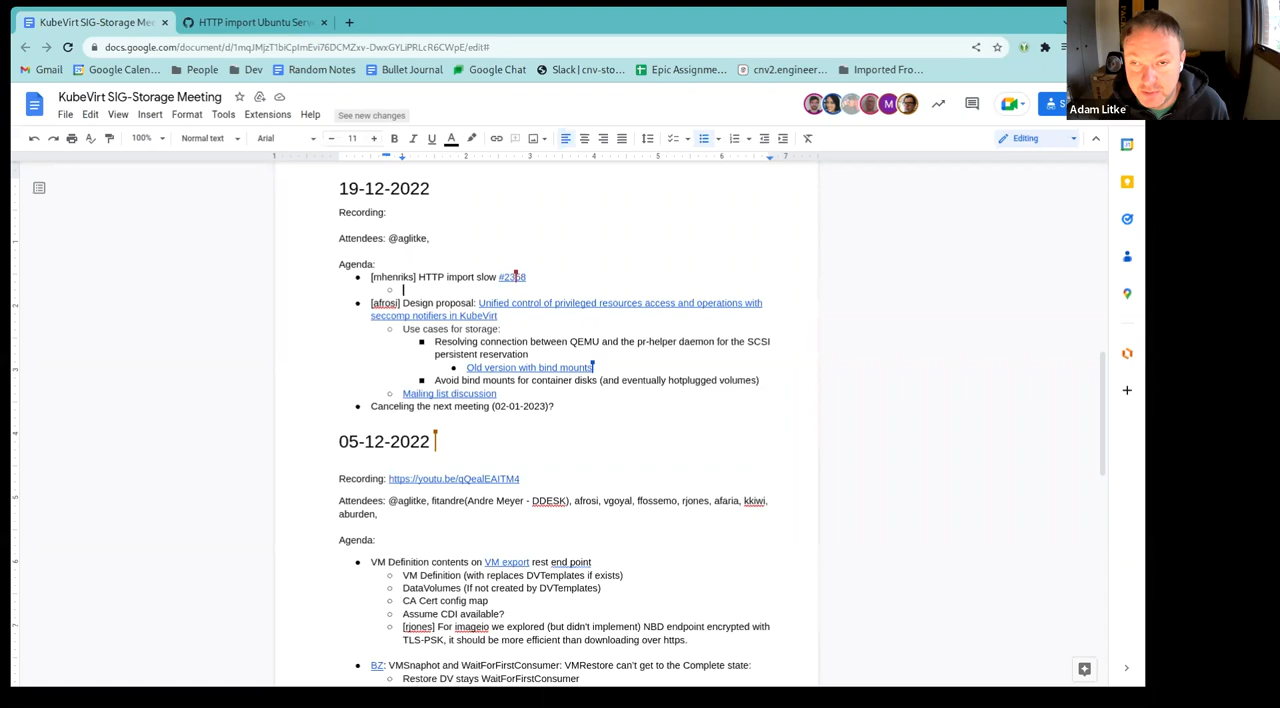 KubeVirt SIG-Storage Mee
HTTP import Ubuntu Serv
docs.google.com/document/d/1mqJMjzT1biCpImEvi76DCMZxv-DwxGYLiPRLcR6CWpE/edit#
Gmail
Google Calen...
People
Dev
Random Notes
Bullet Journal
Google Chat
Slack | cnv-sto...
Epic Assignme...
cnv2.engineer...
Imported Fro...
Adam Litke
KubeVirt SIG-Storage Meeting
File Edit View Insert Format Tools Extensions Help
See new changes
100% Normal text Arial 11 Editing
19-12-2022
Recording:
Attendees: @aglitke,
Agenda:
[mhenriks] HTTP import slow #2358
[afrosi] Design proposal: Unified control of privileged resources access and operations with
seccomp notifiers in KubeVirt
Use cases for storage:
Resolving connection between QEMU and the pr-helper daemon for the SCSI
persistent reservation
Old version with bind mounts
Avoid bind mounts for container disks (and eventually hotplugged volumes)
Mailing list discussion
Canceling the next meeting (02-01-2023)?
05-12-2022
Recording: https://youtu.be/qQealEAITM4
Attendees: @aglitke, fitandre(Andre Meyer - DDESK), afrosi, vgoyal, ffossemo, rjones, afaria, kkiwi,
aburden,
Agenda:
VM Definition contents on VM export rest end point
VM Definition (with replaces DVTemplates if exists)
DataVolumes (If not created by DVTemplates)
CA Cert config map
Assume CDI available?
[rjones] For imageio we explored (but didn't implement) NBD endpoint encrypted with
TLS-PSK, it should be more efficient than downloading over https.
BZ: VMSnaphot and WaitForFirstConsumer: VMRestore can't get to the Complete state:
Restore DV stays WaitForFirstConsumer